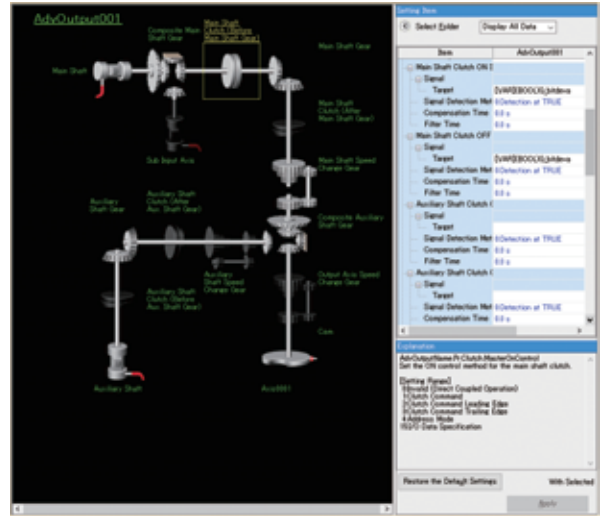 AdvOutput001
Composite Main
Shaft Gear
Main Shaft
Clutch (Before
Main Shaft Gear)
Main Shaft Gear
Main Shaft
Main Shaft
Clutch (After
Main Shaft Gear)
Sub Input Axis
Main Shaft Speed
Change Gear
Auxiliary
Shaft Gear
Auxiliary Shaft
Clutch (After
Aux. Shaft Gear)
Composite Auxiliary
Shaft Gear
Auxiliary
Shaft Speed
Change Gear
Output Axis Speed
Change Gear
Auxiliary Shaft
Clutch (Before
Aux. Shaft Gear)
Cam
Auxiliary Shaft
Axis0001
Setting Item
Select Folder
Display All Data
Item
AdvOutput001
Main Shaft Clutch ON
Signal
Target
Signal Detection Met
0:Detection at TRUE
Compensation Time
0.0 s
Filter Time
0.0 s
Main Shaft Clutch OFF
Signal
Target
Signal Detection Met
0:Detection at TRUE
Compensation Time
0.0 s
Filter Time
0.0 s
Auxiliary Shaft Clutch
Signal
Target
Signal Detection Met
0:Detection at TRUE
Compensation Time
0.0 s
Filter Time
0.0 s
Auxiliary Shaft Clutch
Signal
Target
Signal Detection Met
0:Detection at TRUE
Compensation Time
0.0 s
Explanation
AdvOutputName.Pr.Clutch.MasterOnControl
Set the ON control method for the main shaft clutch.
[Setting Range]
0:Invalid (Direct Coupled Operation)
1:Clutch Command
2:Clutch Command Leading Edge
3:Clutch Command Trailing Edge
4:Address Mode
15:I/O Data Specification
Restore the Default Settings
With Selected
Apply